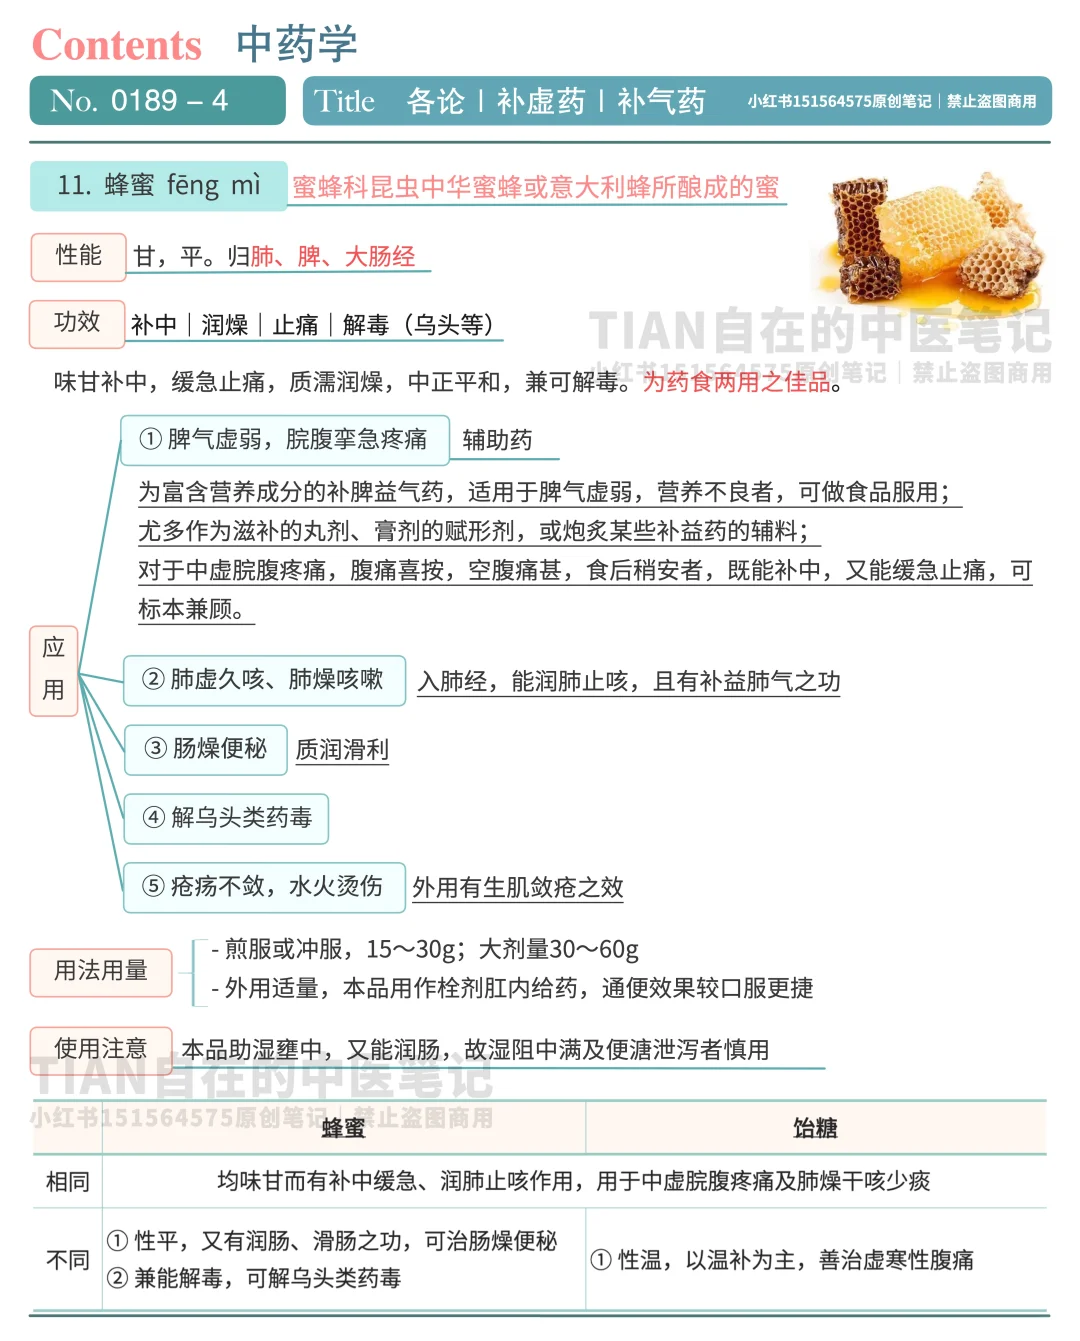 Contents 中药学
No. 0189 – 4
Title 各论 | 补虚药 | 补气药 小红书151564575原创笔记｜禁止盗图商用
11. 蜂蜜 fēng mì 蜜蜂科昆虫中华蜜蜂或意大利蜂所酿成的蜜
性能 甘，平。归肺、脾、大肠经
功效 补中｜润燥｜止痛｜解毒（乌头等）
TIAN自在的中医笔记
小红书151564575原创笔记｜禁止盗图商用
味甘补中，缓急止痛，质濡润燥，中正平和，兼可解毒。为药食两用之佳品。
应用
① 脾气虚弱，脘腹挛急疼痛 辅助药
为富含营养成分的补脾益气药，适用于脾气虚弱，营养不良者，可做食品服用；
尤多作为滋补的丸剂、膏剂的赋形剂，或炮炙某些补益药的辅料；
对于中虚脘腹疼痛，腹痛喜按，空腹痛甚，食后稍安者，既能补中，又能缓急止痛，可
标本兼顾。
② 肺虚久咳、肺燥咳嗽 入肺经，能润肺止咳，且有补益肺气之功
③ 肠燥便秘 质润滑利
④ 解乌头类药毒
⑤ 疮疡不敛，水火烫伤 外用有生肌敛疮之效
用法用量
- 煎服或冲服，15～30g；大剂量30～60g
- 外用适量，本品用作栓剂肛内给药，通便效果较口服更捷
使用注意 本品助湿壅中，又能润肠，故湿阻中满及便溏泄泻者慎用
TIAN自在的中医笔记
小红书151564575原创笔记｜禁止盗图商用
蜂蜜 饴糖
相同 均味甘而有补中缓急、润肺止咳作用，用于中虚脘腹疼痛及肺燥干咳少痰
不同
① 性平，又有润肠、滑肠之功，可治肠燥便秘
② 兼能解毒，可解乌头类药毒
① 性温，以温补为主，善治虚寒性腹痛